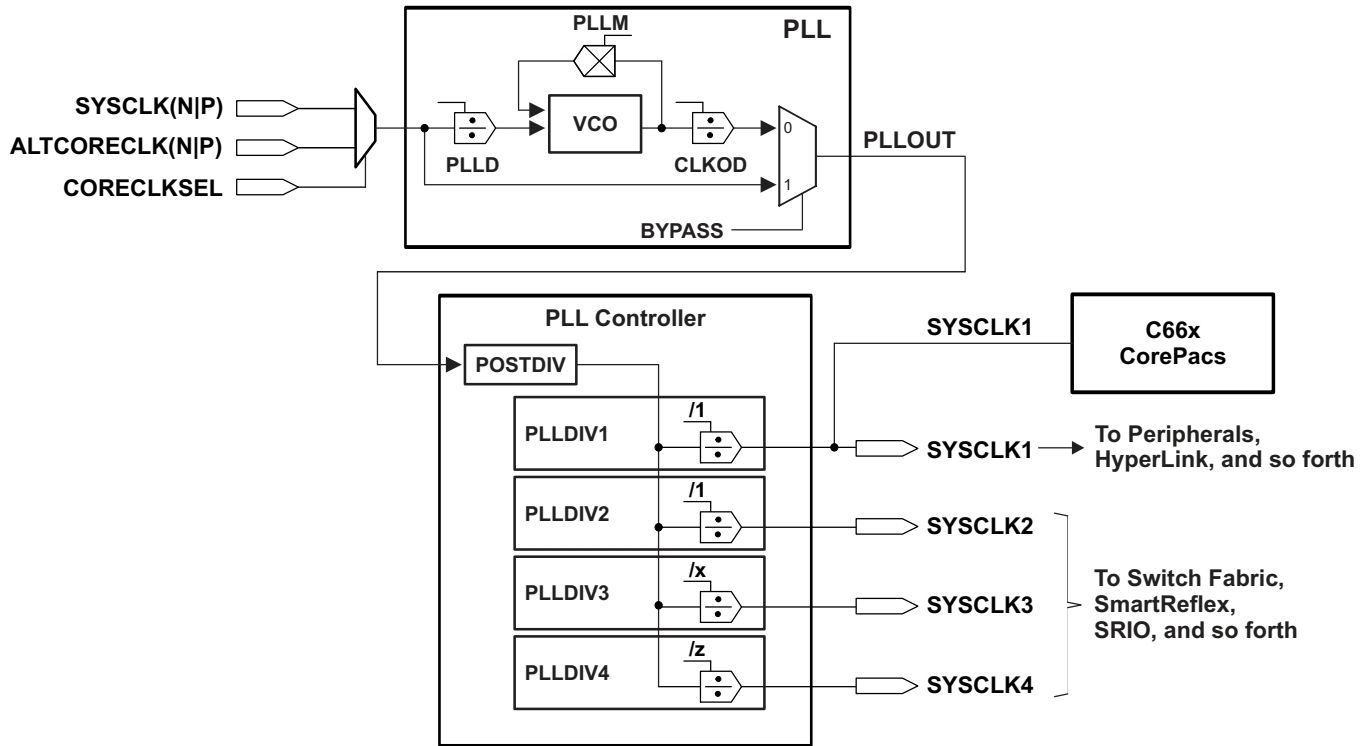 PLLM
PLL
SYSCLK(N|P)
ALTCORECLK(N|P)
CORECLKSEL
PLLD
VCO
CLKOD
0
1
BYPASS
PLLOUT
PLL Controller
POSTDIV
SYSCLK1
C66x
CorePacs
PLLDIV1
/1
SYSCLK1
To Peripherals,
HyperLink, and so forth
PLLDIV2
/1
SYSCLK2
PLLDIV3
/x
SYSCLK3
To Switch Fabric,
SmartReflex,
SRIO, and so forth
PLLDIV4
/z
SYSCLK4